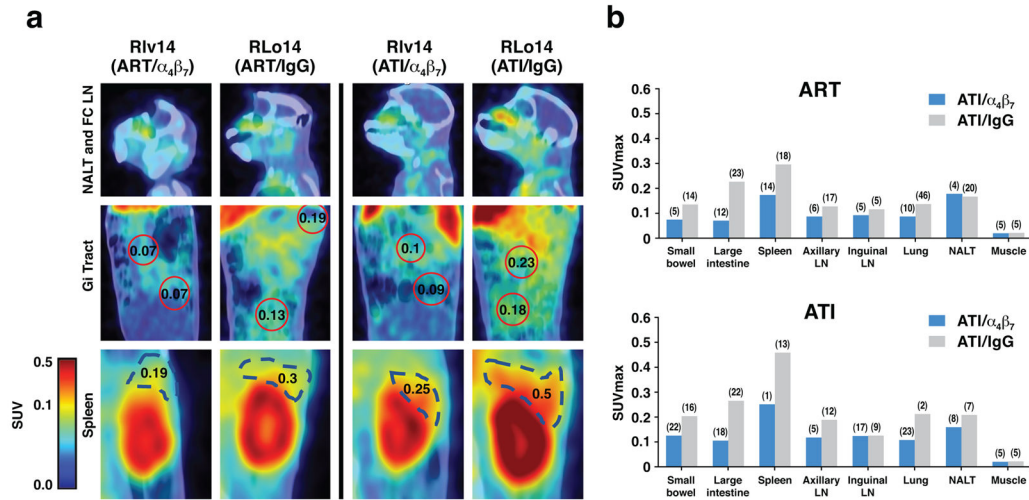 a
RIv14
(ART/α₄β₇)
RLo14
(ART/IgG)
RIv14
(ATI/α₄β₇)
RLo14
(ATI/IgG)
NALT and FC LN
Gi Tract
0.07
0.07
0.19
0.13
0.1
0.09
0.23
0.18
Spleen
0.19
0.3
0.25
0.5
SUV
0.5
0.1
0.0
b
ART
ATI/α₄β₇
ATI/IgG
SUVmax
0.6
0.5
0.4
0.3
0.2
0.1
0
(5) (14) (12) (23) (14) (18) (6) (17) (5) (5) (10) (46) (4) (20) (5) (5)
Small bowel Large intestine Spleen Axillary LN Inguinal LN Lung NALT Muscle
ATI
ATI/α₄β₇
ATI/IgG
SUVmax
0.6
0.5
0.4
0.3
0.2
0.1
0
(22) (16) (18) (22) (1) (13) (5) (12) (17) (9) (23) (2) (8) (7) (5) (5)
Small bowel Large intestine Spleen Axillary LN Inguinal LN Lung NALT Muscle